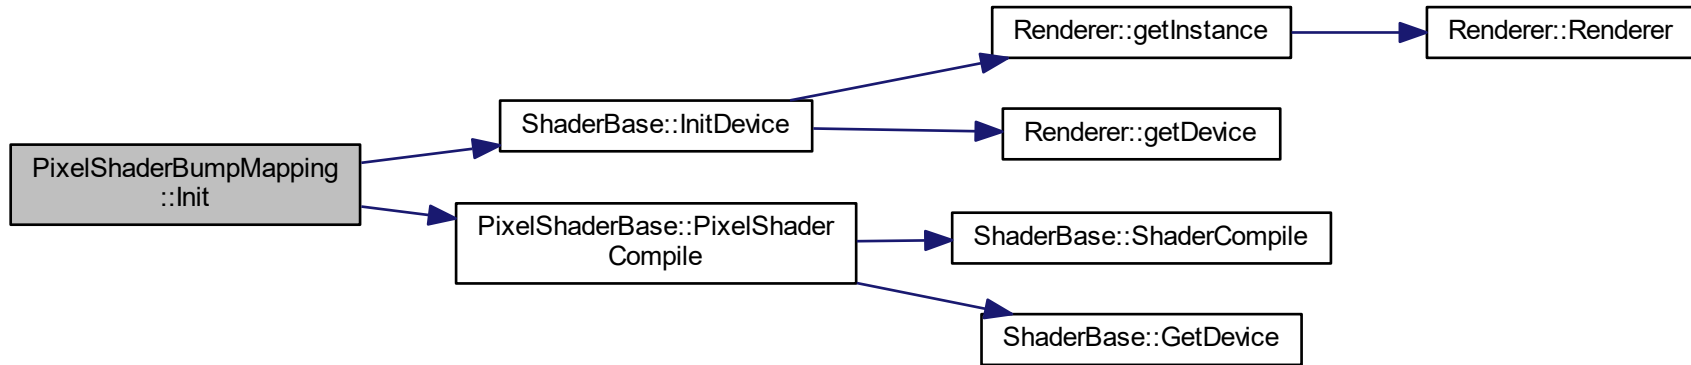 Renderer::getInstance
Renderer::Renderer
ShaderBase::InitDevice
Renderer::getDevice
PixelShaderBumpMapping
::Init
PixelShaderBase::PixelShader
Compile
ShaderBase::ShaderCompile
ShaderBase::GetDevice